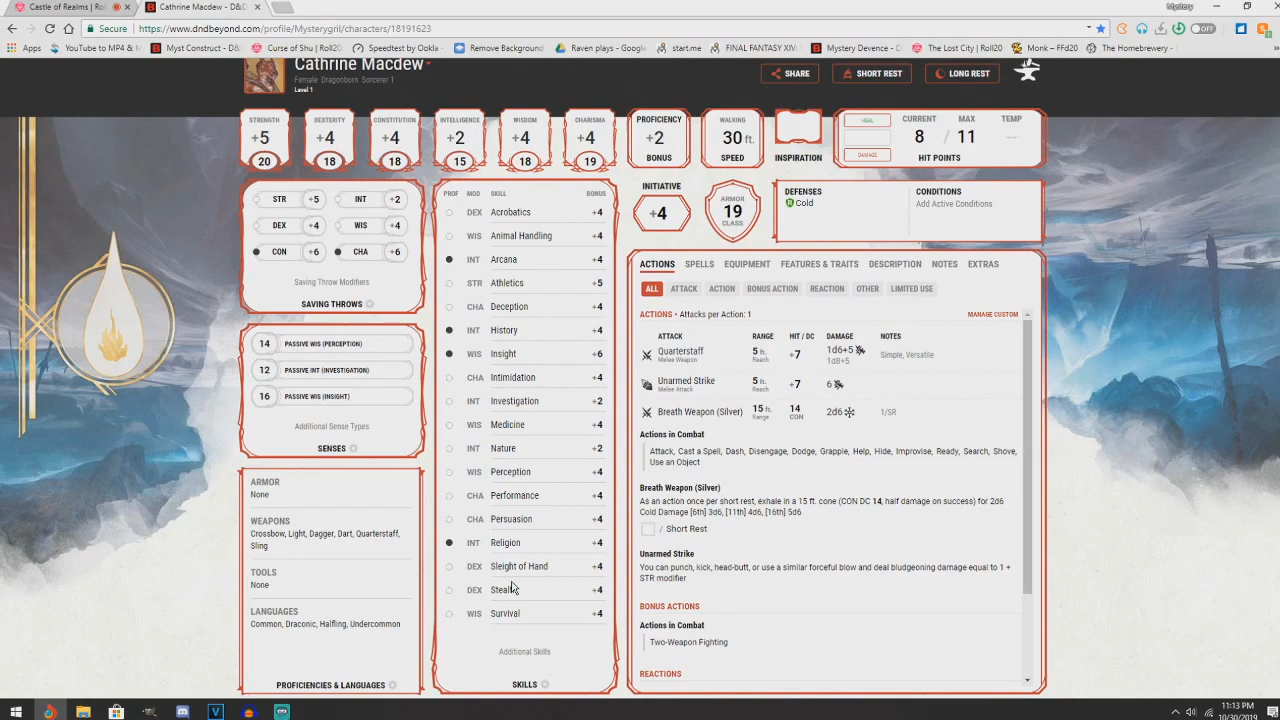 Castle of Realms | Roll
Cathrine Macdew - D&D
Mystery
Secure https://www.dndbeyond.com/profile/Mysterygril/characters/18191623
OFF
Apps YouTube to MP4 & M Myst Construct - D& Curse of Shu | Roll20 Speedtest by Ookla Remove Background Raven plays - Google start.me FINAL FANTASY XIV Mystery Devence - D The Lost City | Roll20 Monk – FFd20 The Homebrewery -
Cathrine Macdew
Female Dragonborn Sorcerer 1
Level 1
SHARE SHORT REST LONG REST
STRENGTH DEXTERITY CONSTITUTION INTELLIGENCE WISDOM CHARISMA PROFICIENCY WALKING CURRENT MAX TEMP
+5 +4 +4 +2 +4 +4 +2 30 ft. HEAL 8 / 11 --
20 18 18 15 18 19 BONUS SPEED INSPIRATION DAMAGE HIT POINTS
STR +5 INT +2
DEX +4 WIS +4
CON +6 CHA +6
Saving Throw Modifiers
SAVING THROWS
14 PASSIVE WIS (PERCEPTION)
12 PASSIVE INT (INVESTIGATION)
16 PASSIVE WIS (INSIGHT)
Additional Sense Types
SENSES
ARMOR
None
WEAPONS
Crossbow, Light, Dagger, Dart, Quarterstaff,
Sling
TOOLS
None
LANGUAGES
Common, Draconic, Halfling, Undercommon
PROFICIENCIES & LANGUAGES
PROF MOD SKILL BONUS
DEX Acrobatics +4
WIS Animal Handling +4
INT Arcana +4
STR Athletics +5
CHA Deception +4
INT History +4
WIS Insight +6
CHA Intimidation +4
INT Investigation +2
WIS Medicine +4
INT Nature +2
WIS Perception +4
CHA Performance +4
CHA Persuasion +4
INT Religion +4
DEX Sleight of Hand +4
DEX Stealth +4
WIS Survival +4
Additional Skills
SKILLS
INITIATIVE
+4
ARMOR
19
CLASS
DEFENSES
R Cold
CONDITIONS
Add Active Conditions
ACTIONS SPELLS EQUIPMENT FEATURES & TRAITS DESCRIPTION NOTES EXTRAS
ALL ATTACK ACTION BONUS ACTION REACTION OTHER LIMITED USE
ACTIONS • Attacks per Action: 1 MANAGE CUSTOM
ATTACK RANGE HIT / DC DAMAGE NOTES
Quarterstaff 5 ft. +7 1d6+5 Simple, Versatile
Melee Weapon Reach 1d8+5
Unarmed Strike 5 ft. +7 6
Melee Attack Reach
Breath Weapon (Silver) 15 ft. 14 2d6 1/SR
Range CON
Actions in Combat
Attack, Cast a Spell, Dash, Disengage, Dodge, Grapple, Help, Hide, Improvise, Ready, Search, Shove,
Use an Object
Breath Weapon (Silver)
As an action once per short rest, exhale in a 15 ft. cone (CON DC 14, half damage on success) for 2d6
Cold Damage [6th] 3d6, [11th] 4d6, [16th] 5d6
/ Short Rest
Unarmed Strike
You can punch, kick, head-butt, or use a similar forceful blow and deal bludgeoning damage equal to 1 +
STR modifier
BONUS ACTIONS
Actions in Combat
Two-Weapon Fighting
REACTIONS
11:13 PM
10/30/2019